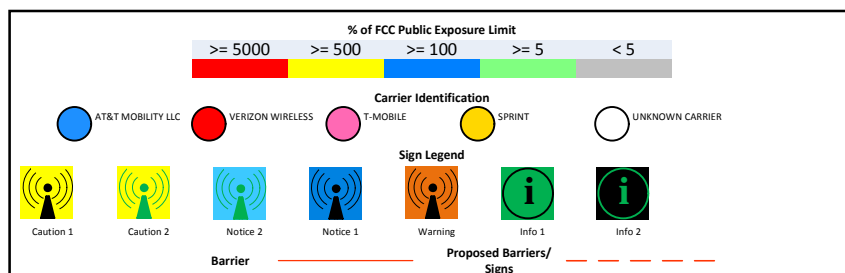 % of FCC Public Exposure Limit
>= 5000 >= 500 >= 100 >= 5 < 5
Carrier Identification
AT&T MOBILITY LLC VERIZON WIRELESS T-MOBILE SPRINT UNKNOWN CARRIER
Sign Legend
i i
Caution 1 Caution 2 Notice 2 Notice 1 Warning Info 1 Info 2
Barrier Proposed Barriers/
Signs